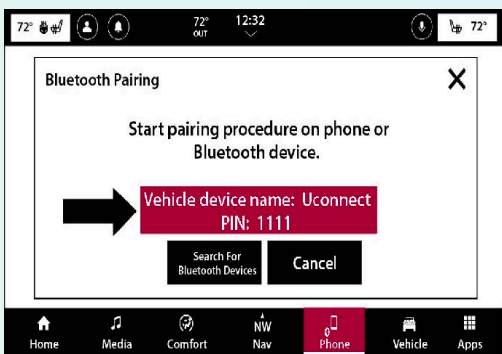 72° 72° OUT 12:32 72°
Bluetooth Pairing X
Start pairing procedure on phone or
Bluetooth device.
Vehicle device name: Uconnect
PIN: 1111
Search For
Bluetooth Devices
Cancel
NW
Home Media Comfort Nav Phone Vehicle Apps